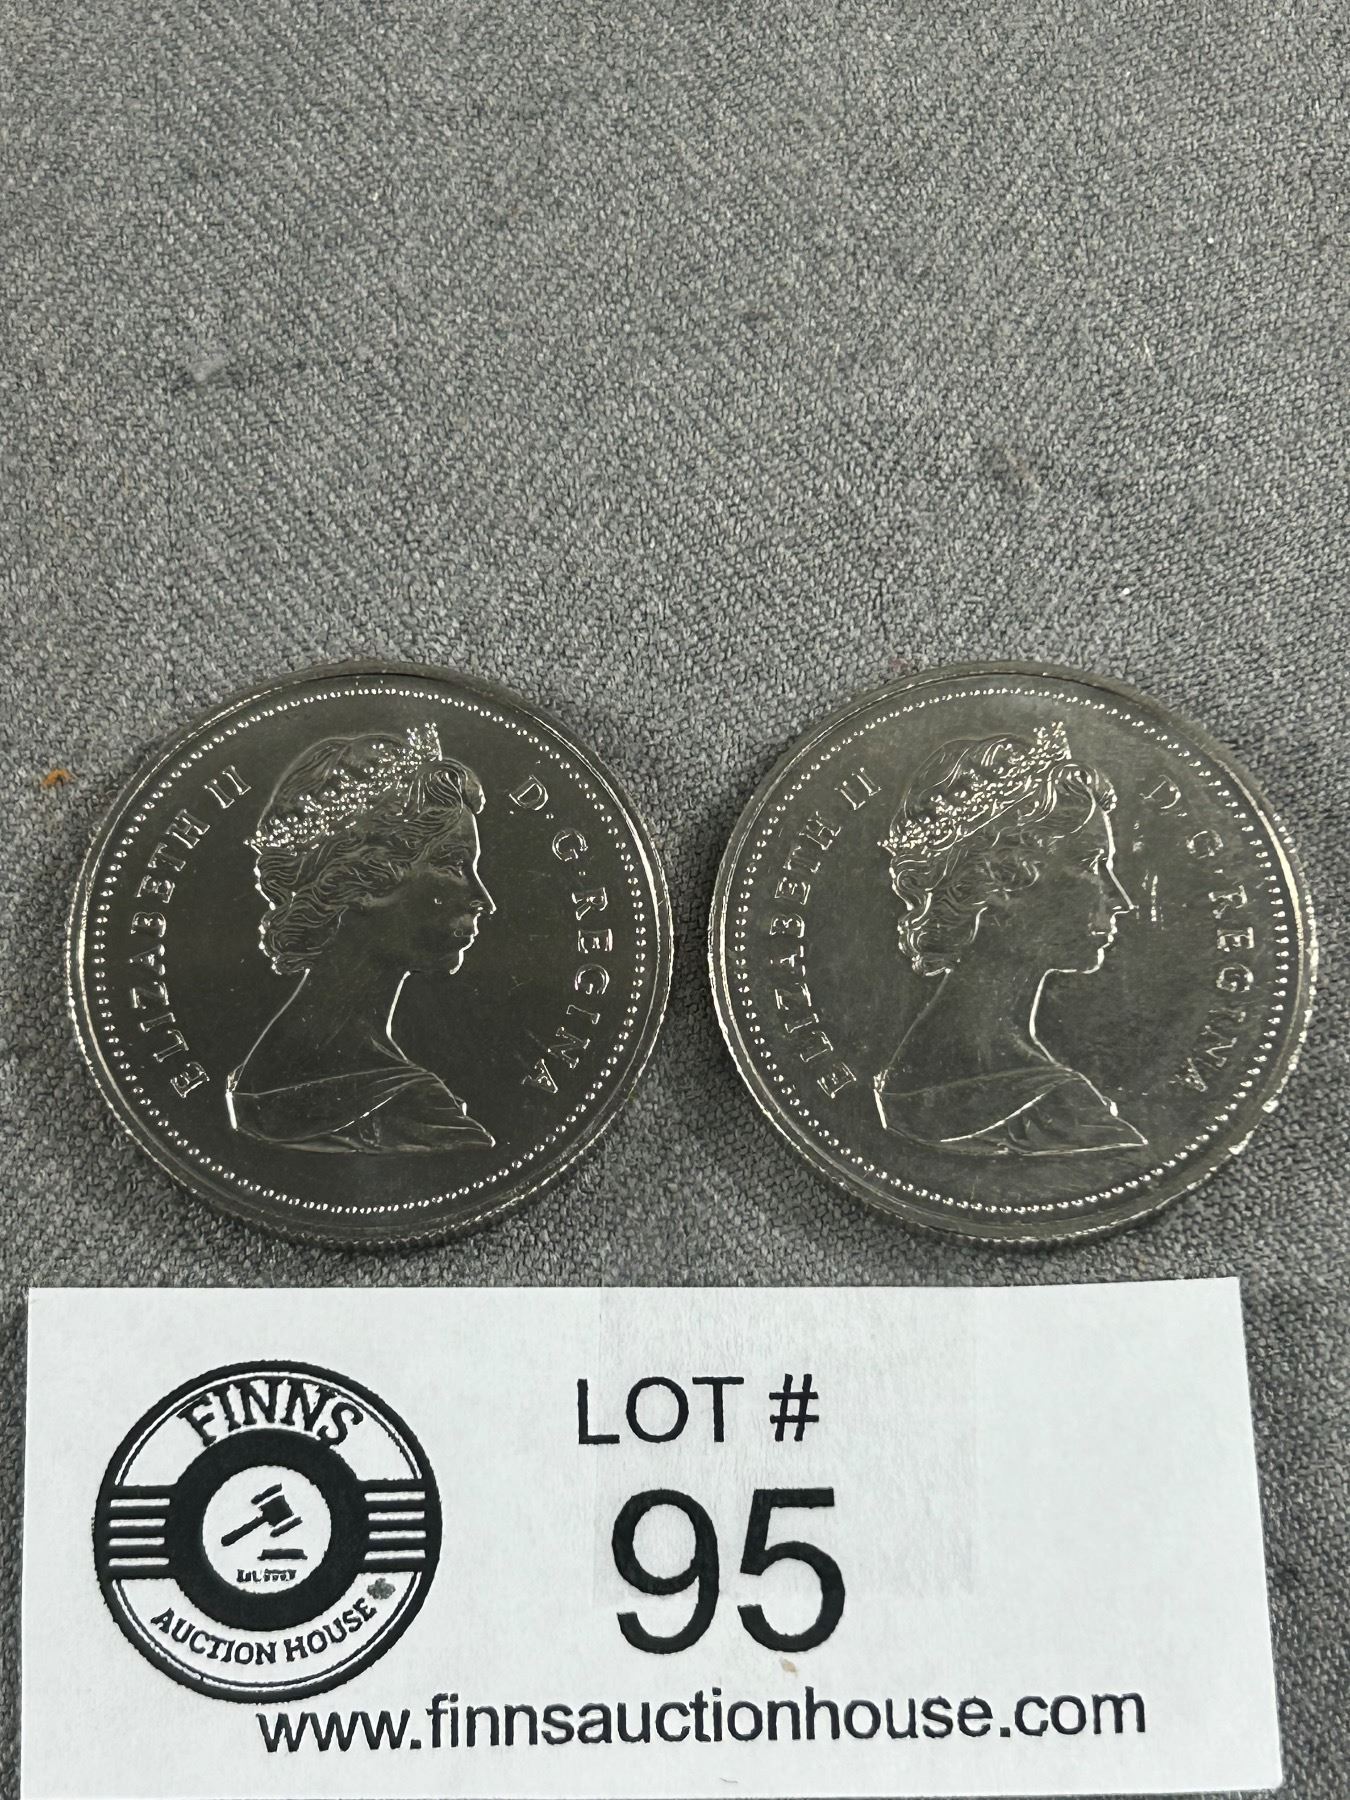 ELIZABETH II D·G·REGINA
ELIZABETH II D·G·REGINA
FINNS
AUCTION HOUSE
LOT #
95
www.finnsauctionhouse.com